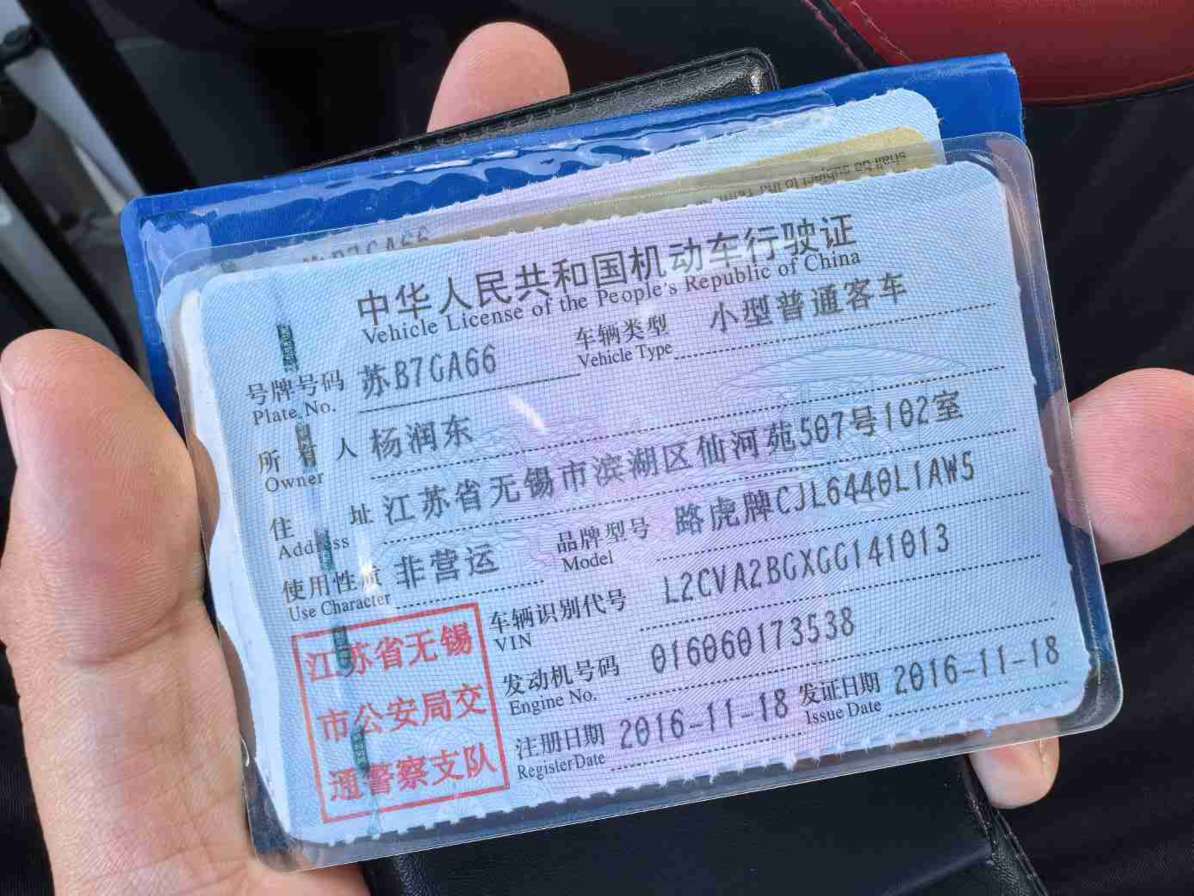 中华人民共和国机动车行驶证
Vehicle License of the People's Republic of China
号牌号码 苏B7GA66 车辆类型 小型普通客车
Plate No. Vehicle Type
所有人 杨润东
Owner
住址 江苏省无锡市滨湖区仙河苑507号102室
Address
使用性质 非营运 品牌型号 路虎牌CJL6440L1AW5
Use Character Model
车辆识别代号 L2CVA2BGXGG141013
VIN
发动机号码 016060173538
Engine No.
注册日期 2016-11-18 发证日期 2016-11-18
Register Date Issue Date
江苏省无锡
市公安局交
通警察支队